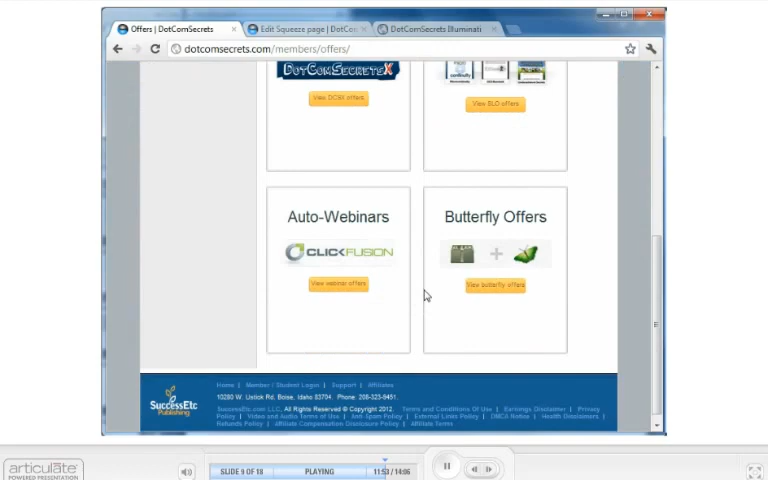 Offers | DotComSecrets
Edit Squeeze page | DotCon
DotComSecrets Illuminati
dotcomsecrets.com/members/offers/
DOTCOMSECRETSX
View DCSX offers
View SLO offers
Auto-Webinars
Butterfly Offers
CLICKFUSION
View webinar offers
View butterfly offers
Home | Member / Student Login | Support | Affiliates
10280 W. Ustick Rd. Boise, Idaho 83704. Phone: 208-323-9451.
SuccessEtc.com LLC. All Rights Reserved © Copyright 2012. Terms and Conditions Of Use | Earnings Disclaimer | Privacy
Policy | Video and Audio Terms of Use | Anti-Spam Policy | External Links Policy | DMCA Notice | Health Disclaimers |
Refunds Policy | Affiliate Compensation Disclosure Policy | Affiliate Terms
SuccessEtc
Publishing
articulate
POWERED PRESENTATION
SLIDE 9 OF 18
PLAYING
11:53 / 14:06